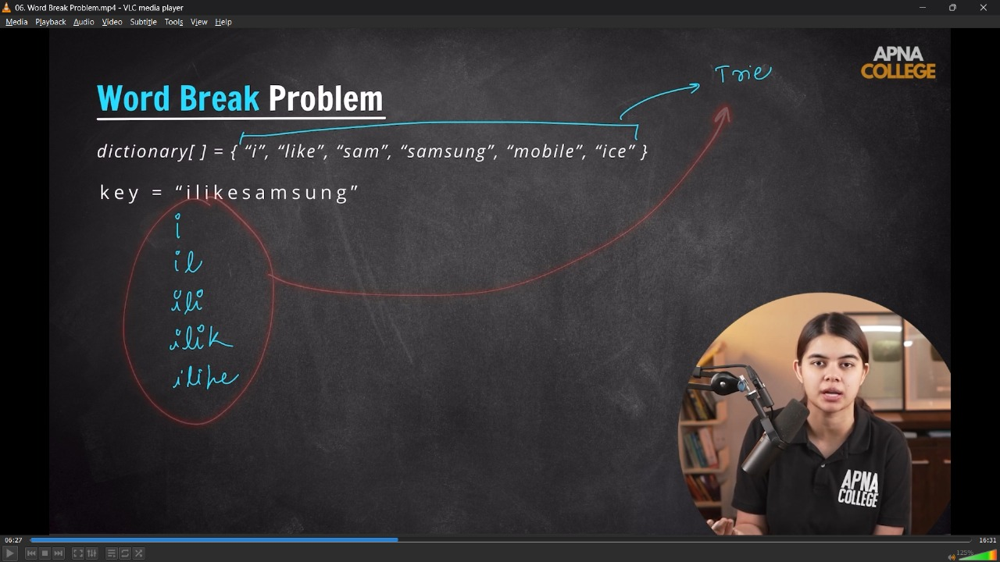 06. Word Break Problem.mp4 - VLC media player
Media Playback Audio Video Subtitle Tools View Help
APNA
COLLEGE
Trie
Word Break Problem
dictionary[ ] = { “i”, “like”, “sam”, “samsung”, “mobile”, “ice” }
key = “ilikesamsung”
i
il
ili
ilik
ilike
APNA
COLLEGE
06:27
16:31
125%